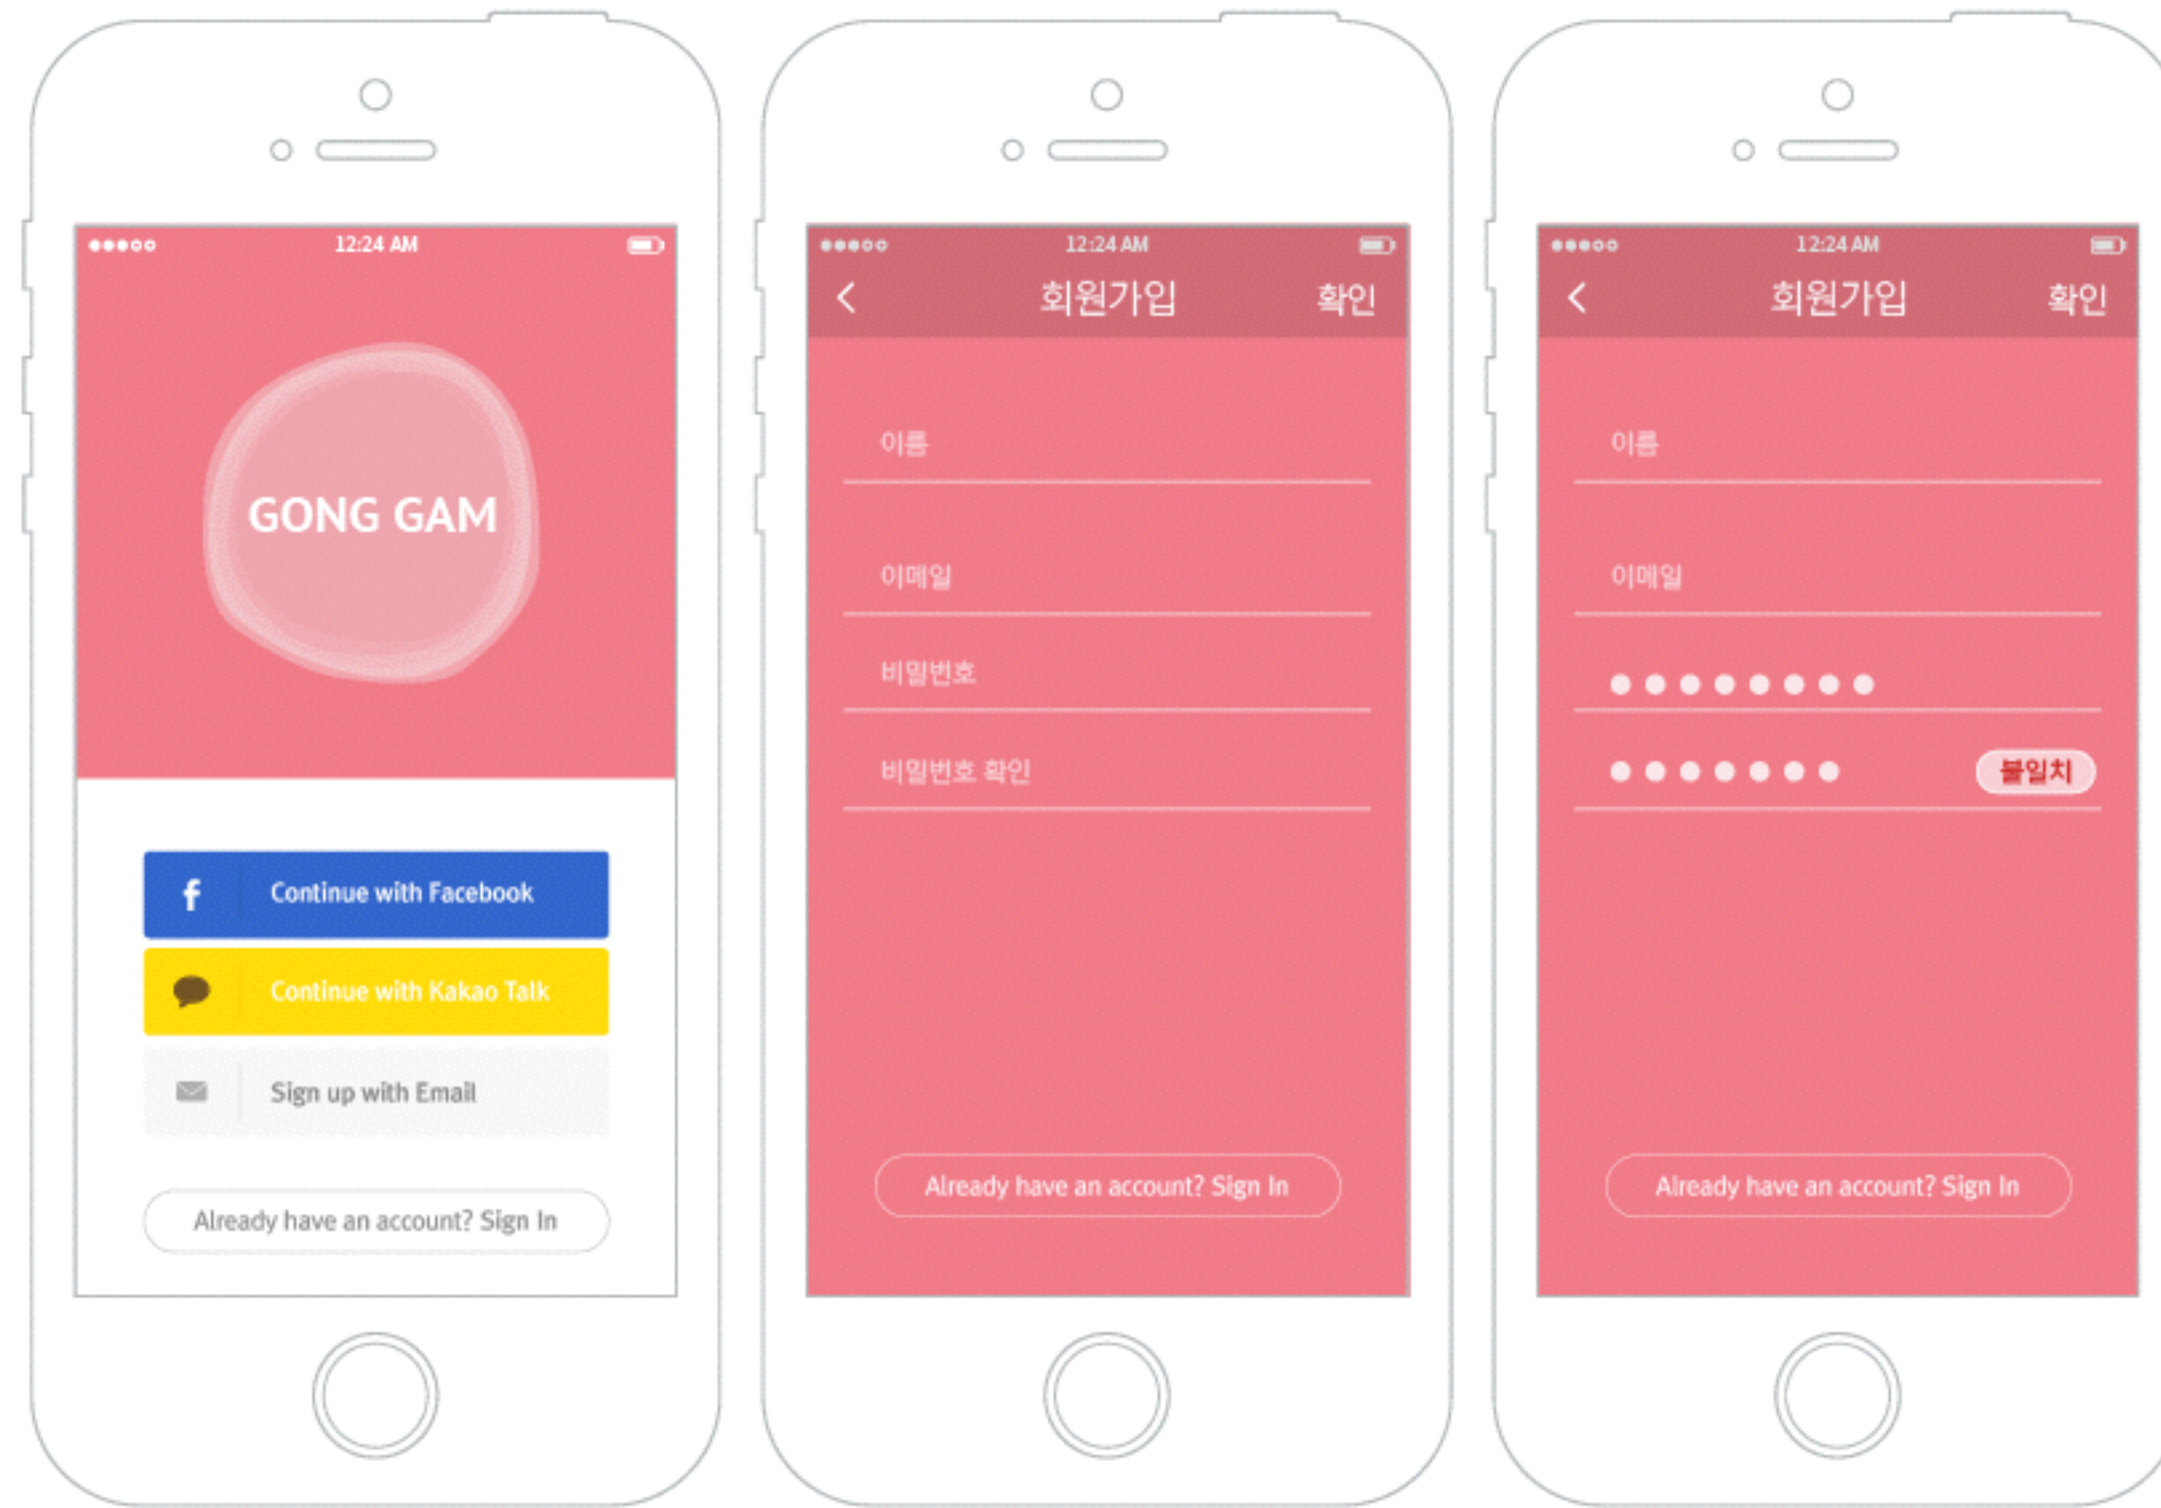 12:24 AM
GONG GAM
f
Continue with Facebook
Continue with Kakao Talk
Sign up with Email
Already have an account? Sign In
12:24 AM
회원가입
확인
이름
이메일
비밀번호
비밀번호 확인
Already have an account? Sign In
12:24 AM
회원가입
확인
이름
이메일
불일치
Already have an account? Sign In